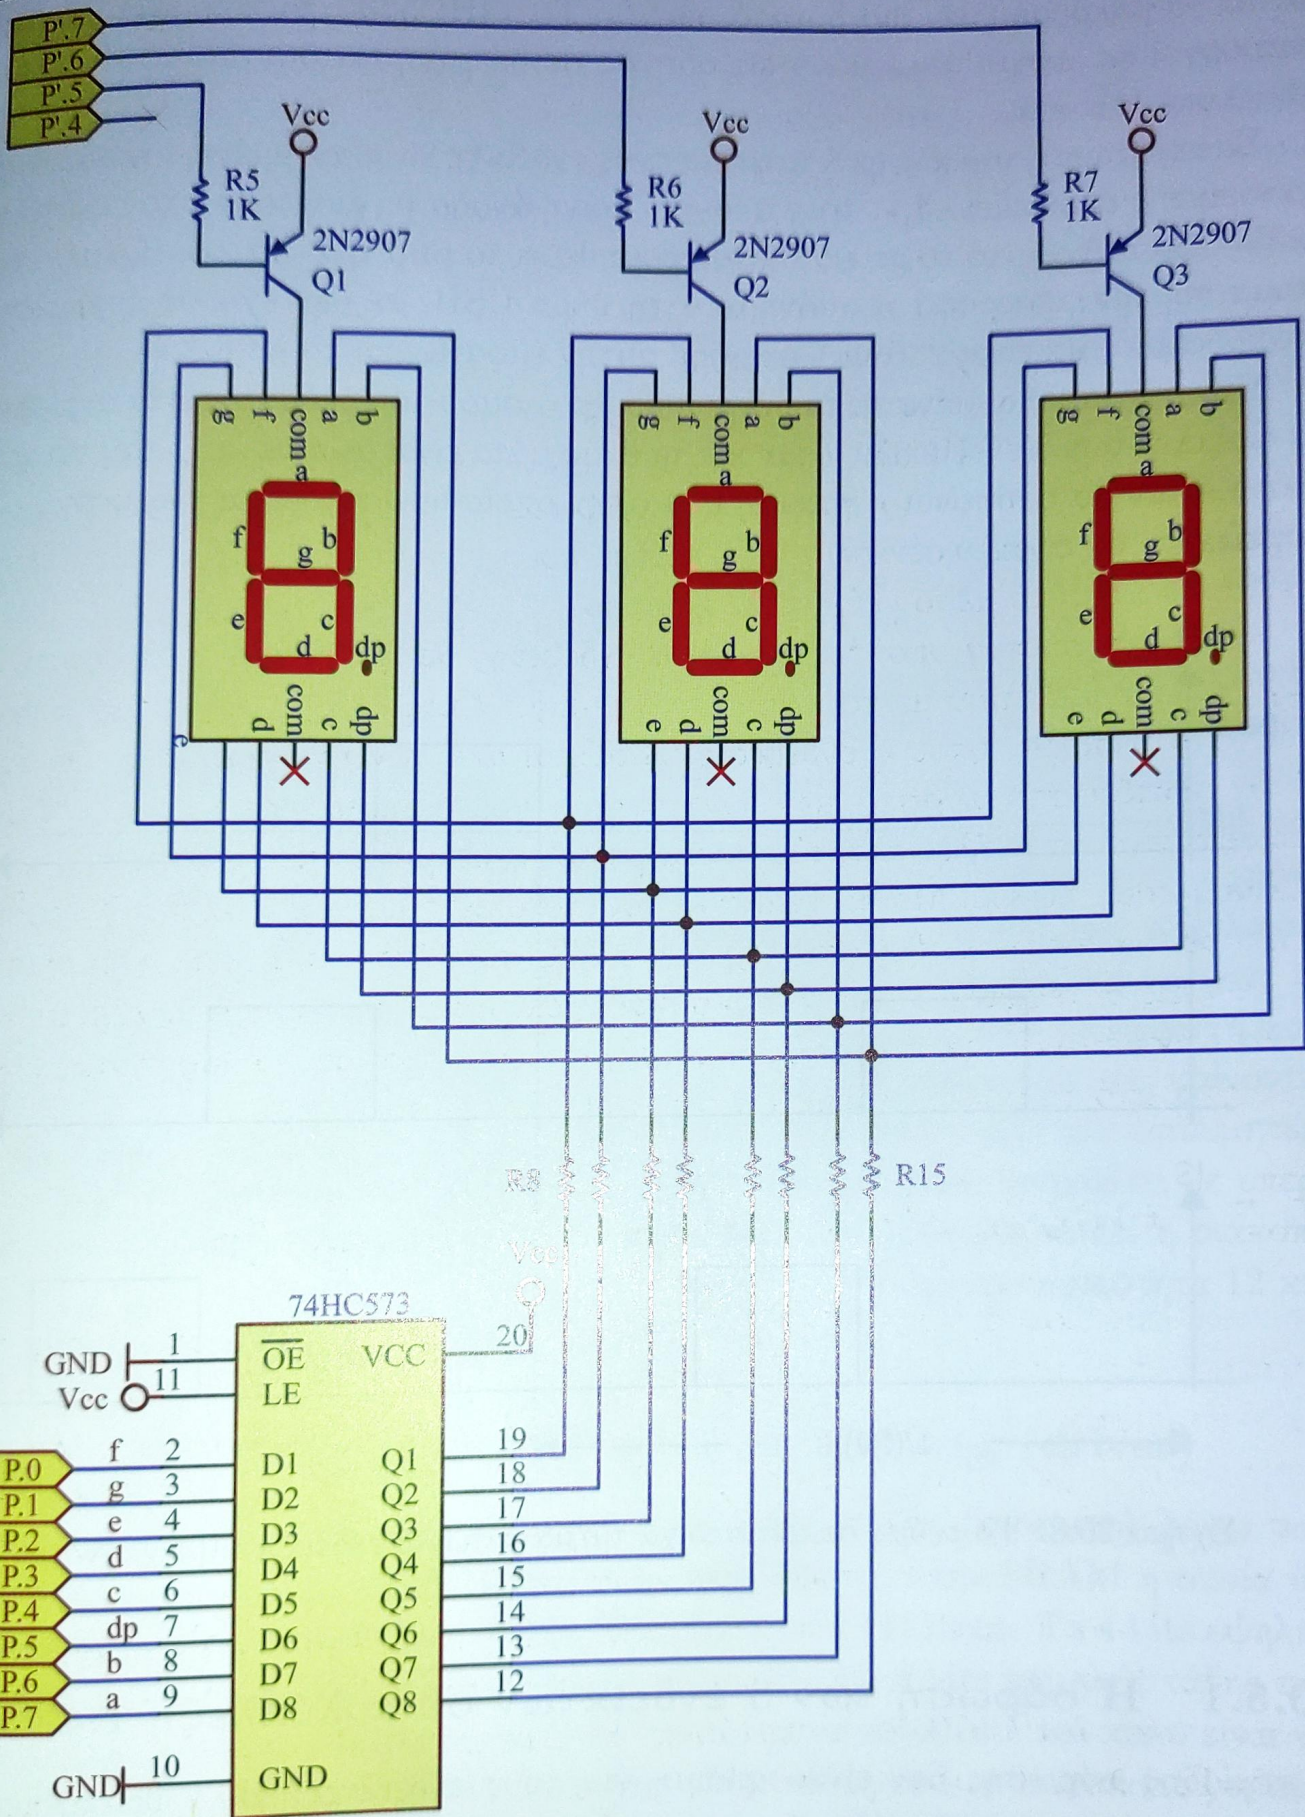 P'.7
P'.6
P'.5
P'.4
Vcc
Vcc
Vcc
R5
1K
R6
1K
R7
1K
2N2907
Q1
2N2907
Q2
2N2907
Q3
g f com a b
g f com a b
g f com a b
a
f b
g
e c
d dp
a
f b
g
e c
d dp
a
f b
g
e c
d dp
e d com c dp
e d com c dp
e d com c dp
R8
R15
Vcc
74HC573
GND 1 OE VCC 20
Vcc 11 LE
P.0 f 2 D1 Q1 19
P.1 g 3 D2 Q2 18
P.2 e 4 D3 Q3 17
P.3 d 5 D4 Q4 16
P.4 c 6 D5 Q5 15
P.5 dp 7 D6 Q6 14
P.6 b 8 D7 Q7 13
P.7 a 9 D8 Q8 12
GND 10 GND